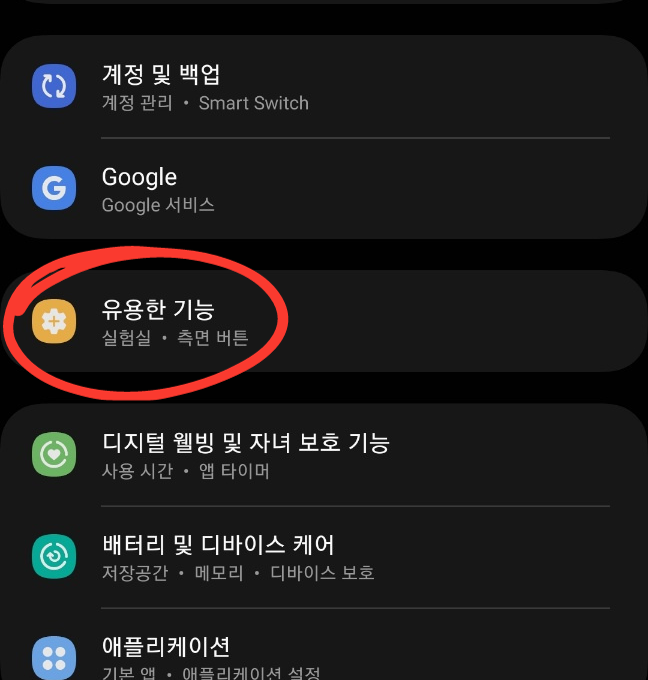 계정 및 백업
계정 관리 • Smart Switch
Google
Google 서비스
유용한 기능
실험실 • 측면 버튼
디지털 웰빙 및 자녀 보호 기능
사용 시간 • 앱 타이머
배터리 및 디바이스 케어
저장공간 • 메모리 • 디바이스 보호
애플리케이션
기본 앱 • 애플리케이션 설정